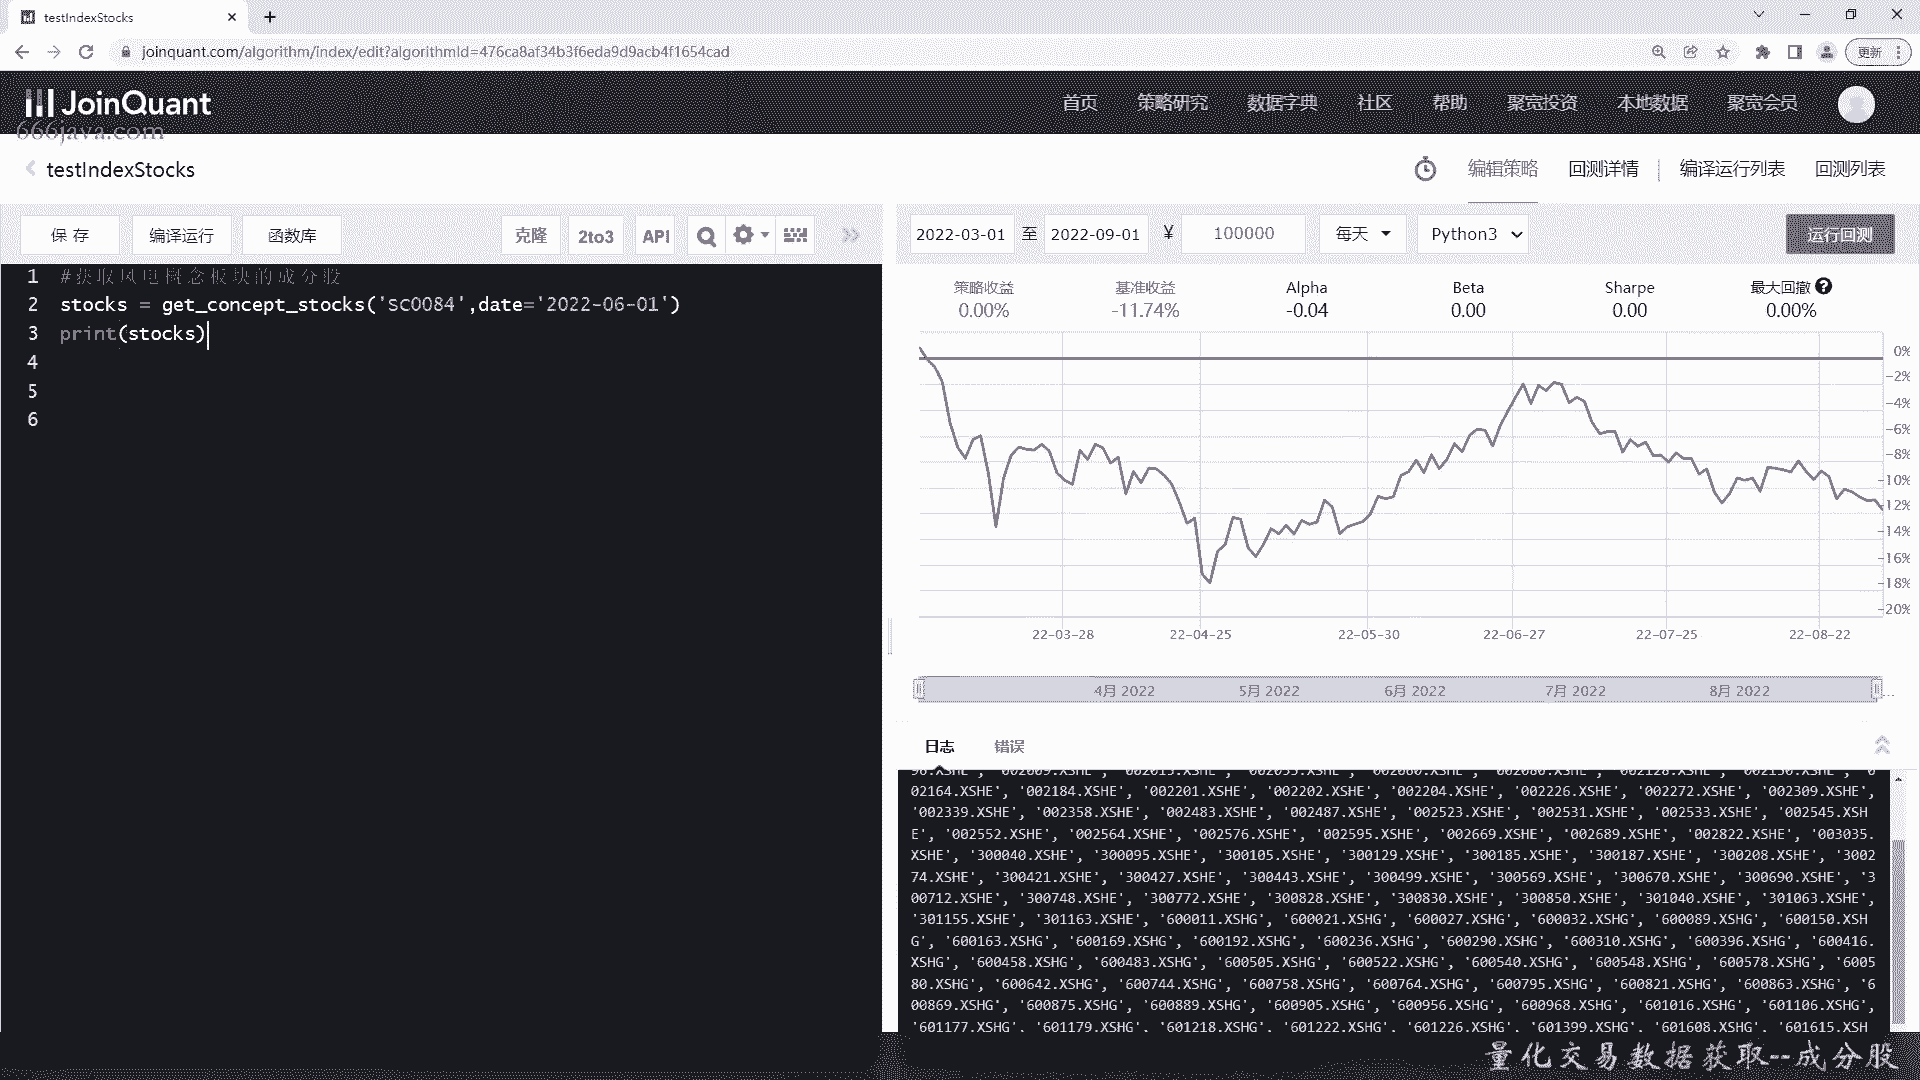 testIndexStocks
joinquant.com/algorithm/index/edit?algorithmId=476ca8af34b3f6eda9d9acb4f1654cad
更新
JoinQuant
首页 策略研究 数据字典 社区 帮助 聚宽投资 本地数据 聚宽会员
666java.com
testIndexStocks
编辑策略 回测详情 | 编译运行列表 回测列表
保存 编译运行 函数库 克隆 2to3 API
2022-03-01 至 2022-09-01 ¥ 100000 每天 Python3 运行回测
1 #获取风电概念板块的成分股
2 stocks = get_concept_stocks('SC0084',date='2022-06-01')
3 print(stocks)
4
5
6
策略收益 基准收益 Alpha Beta Sharpe 最大回撤
0.00% -11.74% -0.04 0.00 0.00 0.00%
0%
-2%
-4%
-6%
-8%
-10%
-12%
-14%
-16%
-18%
-20%
22-03-28 22-04-25 22-05-30 22-06-27 22-07-25 22-08-22
4月 2022 5月 2022 6月 2022 7月 2022 8月 2022
日志 错误
002164.XSHE', '002184.XSHE', '002201.XSHE', '002202.XSHE', '002204.XSHE', '002226.XSHE', '002272.XSHE', '002309.XSHE',
'002339.XSHE', '002358.XSHE', '002483.XSHE', '002487.XSHE', '002523.XSHE', '002531.XSHE', '002533.XSHE', '002545.XSH
E', '002552.XSHE', '002564.XSHE', '002576.XSHE', '002595.XSHE', '002669.XSHE', '002689.XSHE', '002822.XSHE', '003035.
XSHE', '300040.XSHE', '300095.XSHE', '300105.XSHE', '300129.XSHE', '300185.XSHE', '300187.XSHE', '300208.XSHE', '3002
74.XSHE', '300421.XSHE', '300427.XSHE', '300443.XSHE', '300499.XSHE', '300569.XSHE', '300670.XSHE', '300690.XSHE', '3
00712.XSHE', '300748.XSHE', '300772.XSHE', '300828.XSHE', '300830.XSHE', '300850.XSHE', '301040.XSHE', '301063.XSHE',
'301155.XSHE', '301163.XSHE', '600011.XSHG', '600021.XSHG', '600027.XSHG', '600032.XSHG', '600089.XSHG', '600150.XSH
G', '600163.XSHG', '600169.XSHG', '600192.XSHG', '600236.XSHG', '600290.XSHG', '600310.XSHG', '600396.XSHG', '600416.
XSHG', '600458.XSHG', '600483.XSHG', '600505.XSHG', '600522.XSHG', '600540.XSHG', '600548.XSHG', '600578.XSHG', '6005
80.XSHG', '600642.XSHG', '600744.XSHG', '600758.XSHG', '600764.XSHG', '600795.XSHG', '600821.XSHG', '600863.XSHG', '6
00869.XSHG', '600875.XSHG', '600889.XSHG', '600905.XSHG', '600956.XSHG', '600968.XSHG', '601016.XSHG', '601106.XSHG',
'601177.XSHG', '601179.XSHG', '601218.XSHG', '601222.XSHG', '601226.XSHG', '601399.XSHG', '601608.XSHG', '601615.XSH
量化交易数据获取--成分股